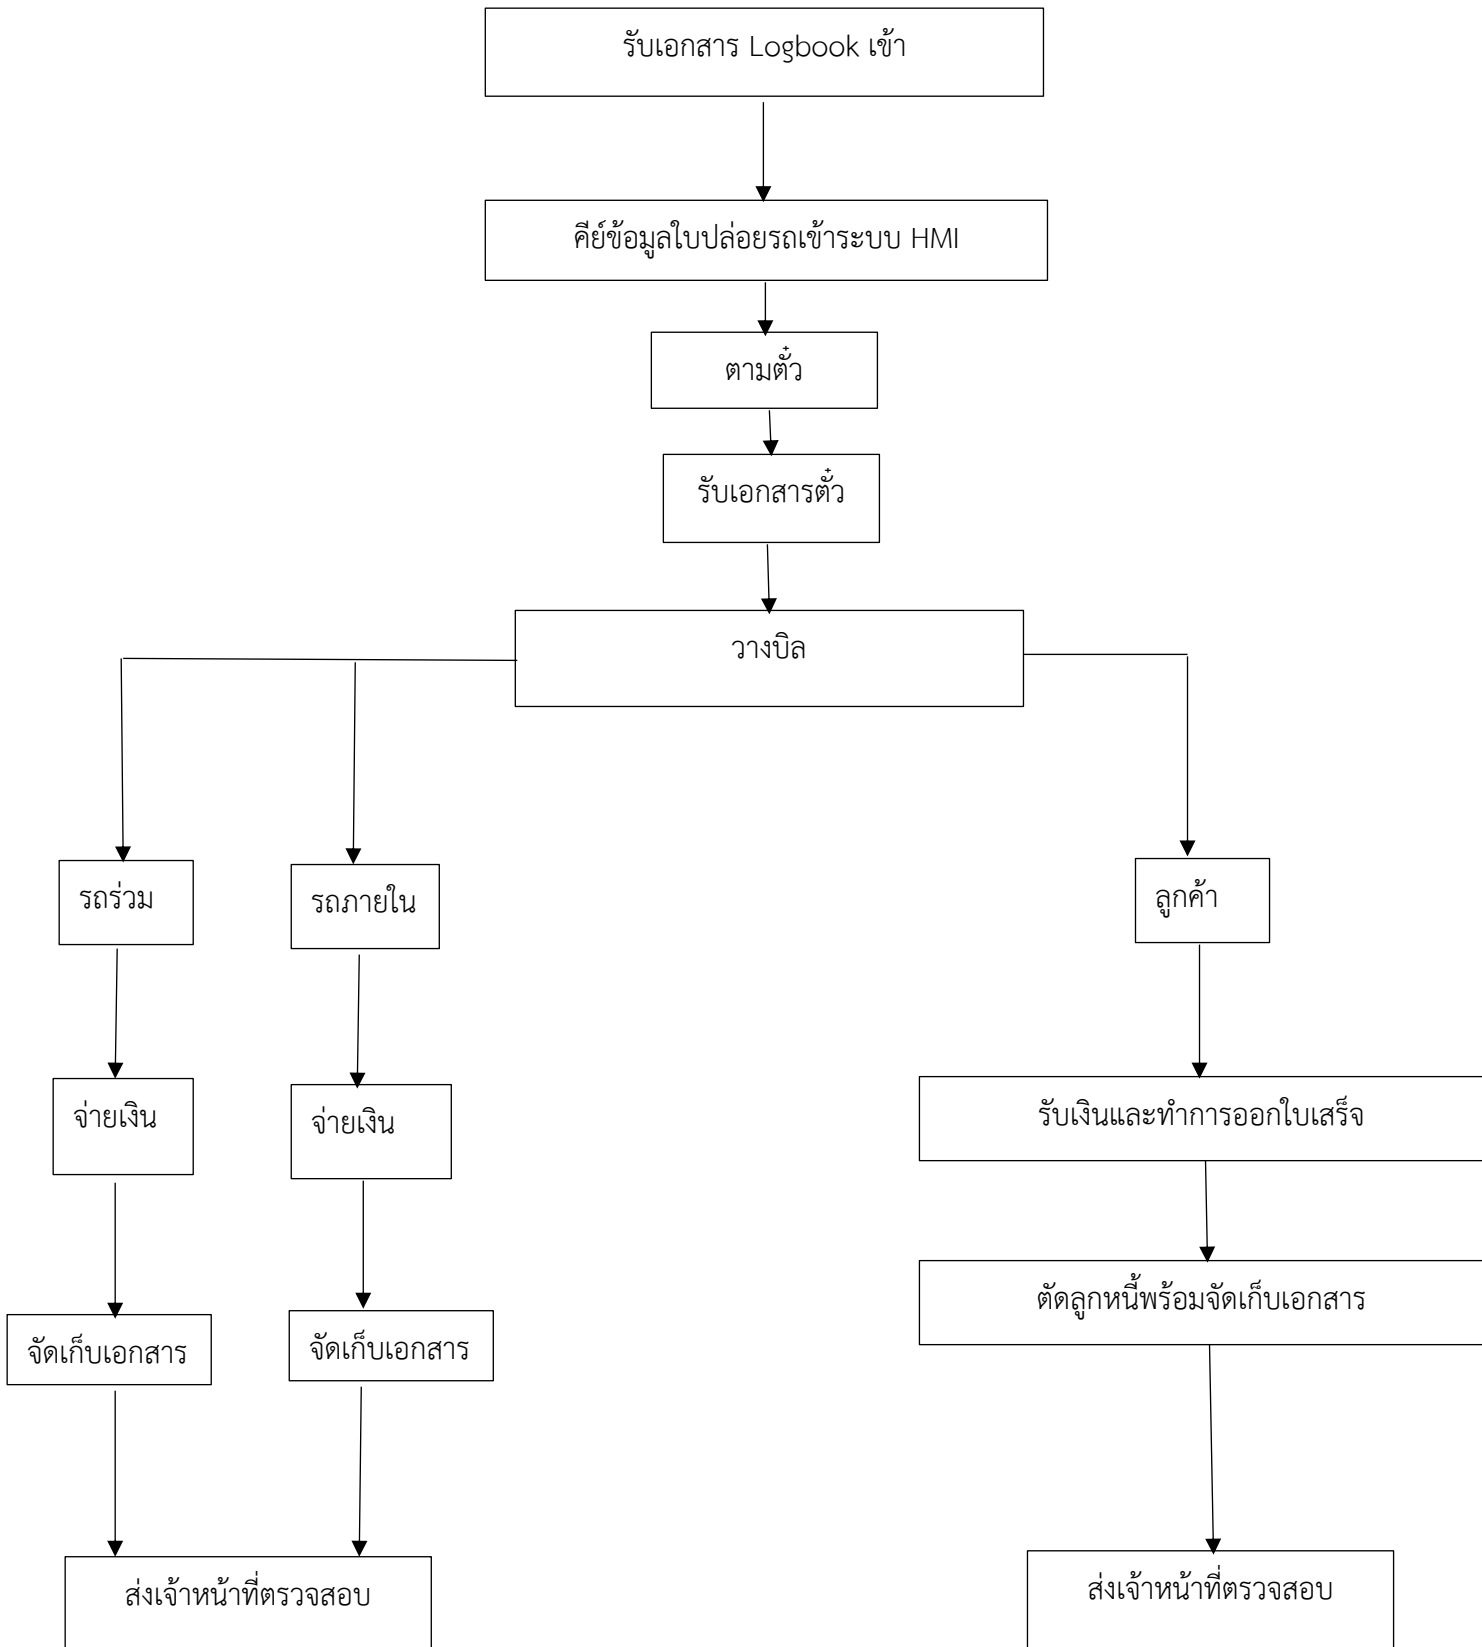 รับเอกสาร Logbook เข้า
คีย์ข้อมูลใบปล่อยรถเข้าระบบ HMI
ตามตั๋ว
รับเอกสารตั๋ว
วางบิล
รถร่วม
รถภายใน
ลูกค้า
จ่ายเงิน
จ่ายเงิน
รับเงินและทำการออกใบเสร็จ
จัดเก็บเอกสาร
จัดเก็บเอกสาร
ตัดลูกหนี้พร้อมจัดเก็บเอกสาร
ส่งเจ้าหน้าที่ตรวจสอบ
ส่งเจ้าหน้าที่ตรวจสอบ